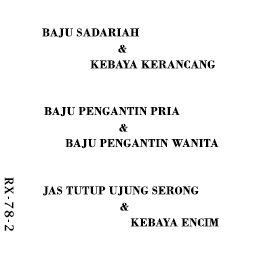 BAJU SADARIAH
&
KEBAYA KERANCANG
BAJU PENGANTIN PRIA
&
BAJU PENGANTIN WANITA
JAS TUTUP UJUNG SERONG
&
KEBAYA ENCIM
RX-78-2